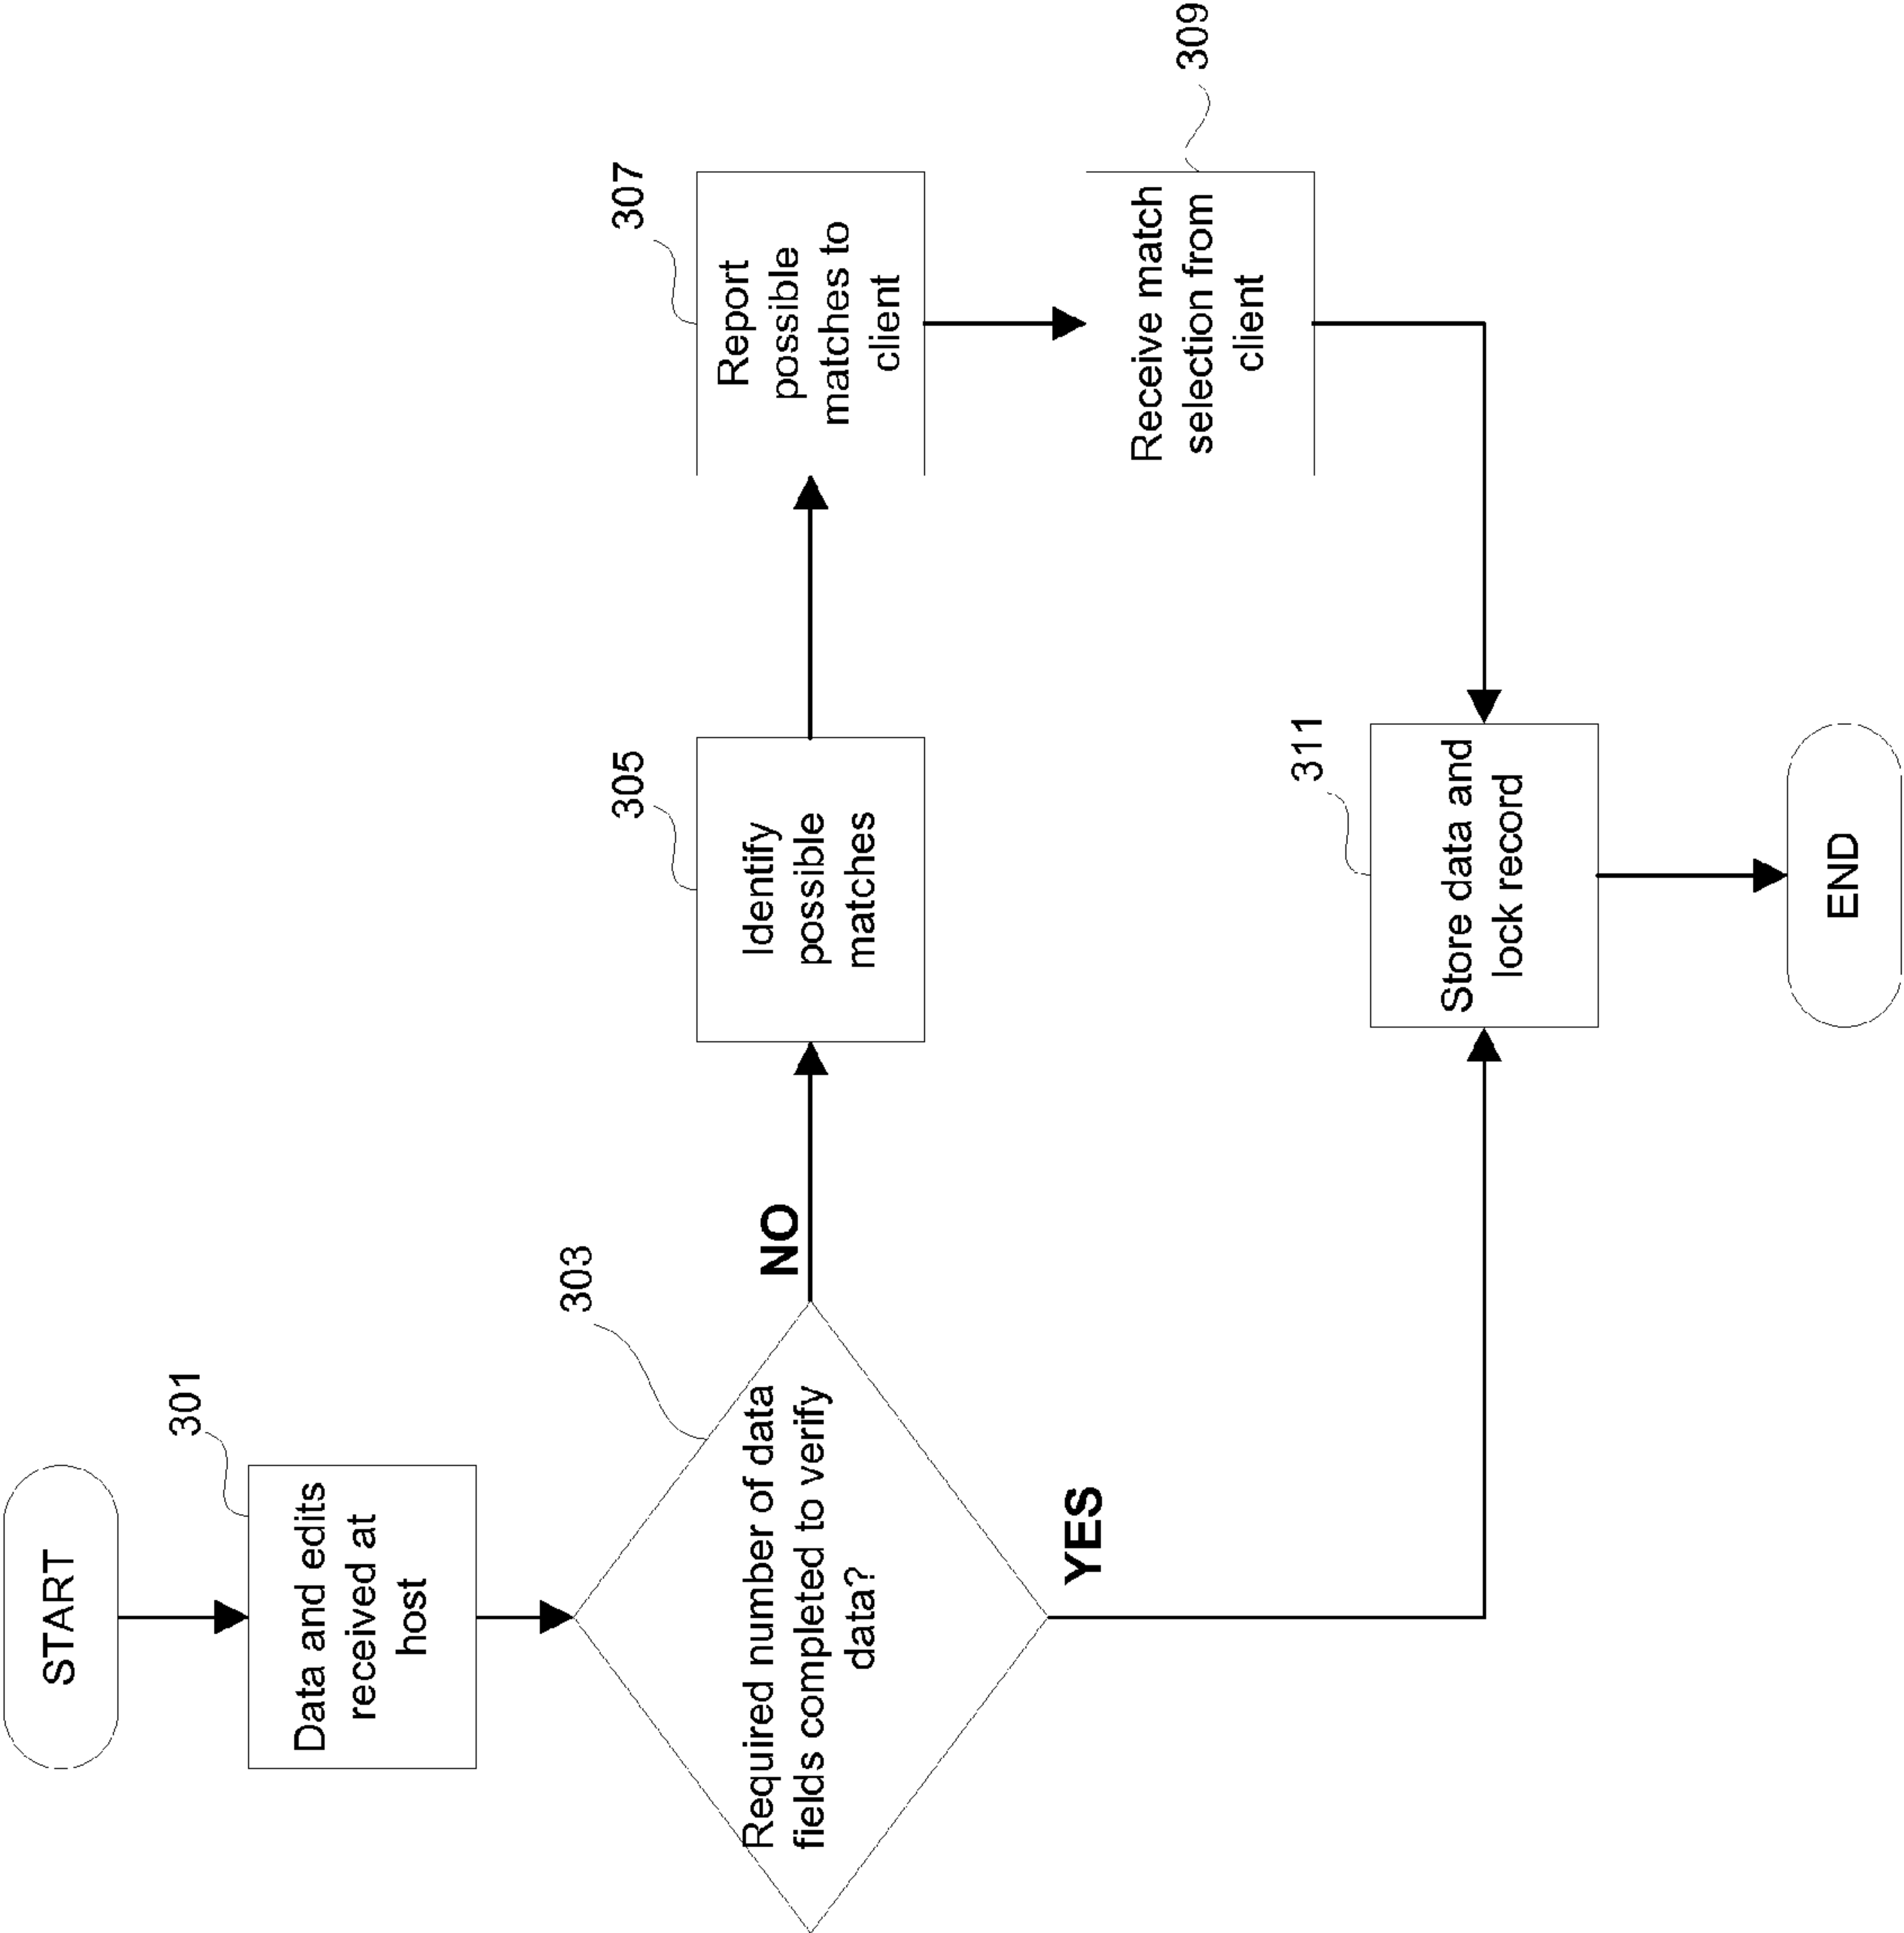 START
301
Data and edits
received at
host
303
Required number of data
fields completed to verify
data?
NO
305
Identify
possible
matches
307
Report
possible
matches to
client
309
Receive match
selection from
client
YES
311
Store data and
lock record
END